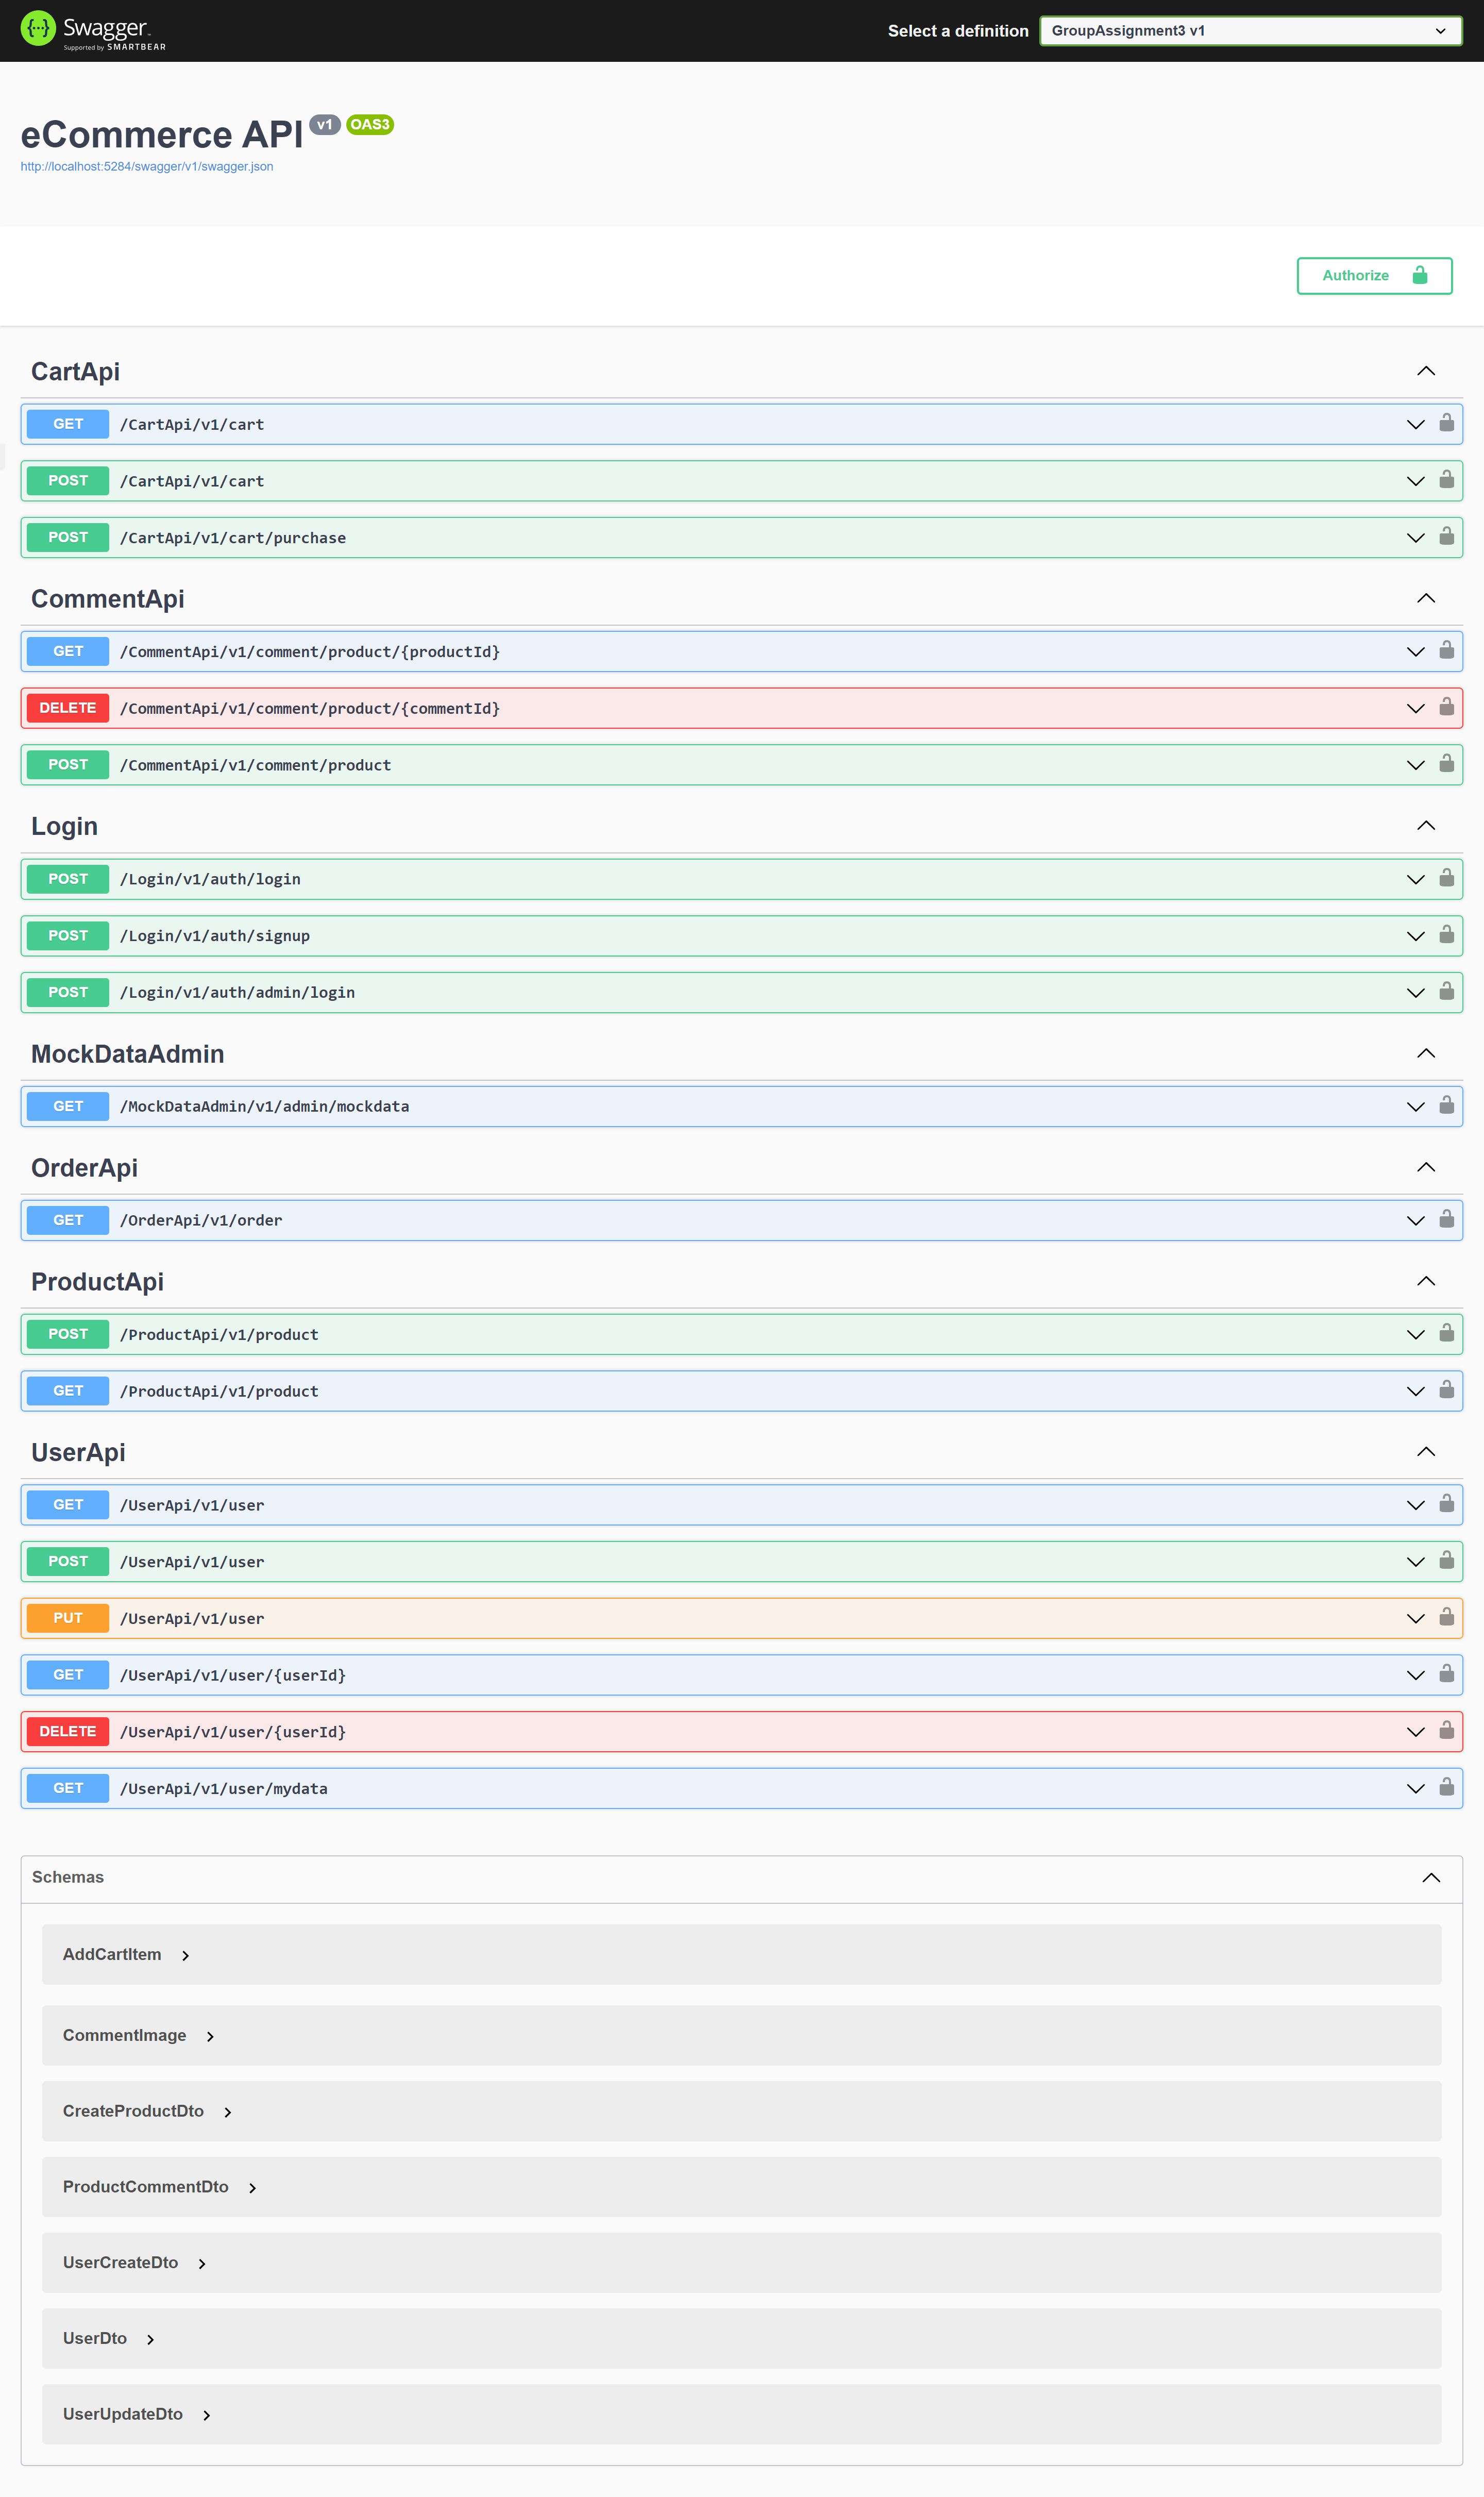 {···} Swagger
Supported by SMARTBEAR
Select a definition
GroupAssignment3 v1
eCommerce API v1 OAS3
http://localhost:5284/swagger/v1/swagger.json
Authorize
CartApi
GET /CartApi/v1/cart
POST /CartApi/v1/cart
POST /CartApi/v1/cart/purchase
CommentApi
GET /CommentApi/v1/comment/product/{productId}
DELETE /CommentApi/v1/comment/product/{commentId}
POST /CommentApi/v1/comment/product
Login
POST /Login/v1/auth/login
POST /Login/v1/auth/signup
POST /Login/v1/auth/admin/login
MockDataAdmin
GET /MockDataAdmin/v1/admin/mockdata
OrderApi
GET /OrderApi/v1/order
ProductApi
POST /ProductApi/v1/product
GET /ProductApi/v1/product
UserApi
GET /UserApi/v1/user
POST /UserApi/v1/user
PUT /UserApi/v1/user
GET /UserApi/v1/user/{userId}
DELETE /UserApi/v1/user/{userId}
GET /UserApi/v1/user/mydata
Schemas
AddCartItem
CommentImage
CreateProductDto
ProductCommentDto
UserCreateDto
UserDto
UserUpdateDto